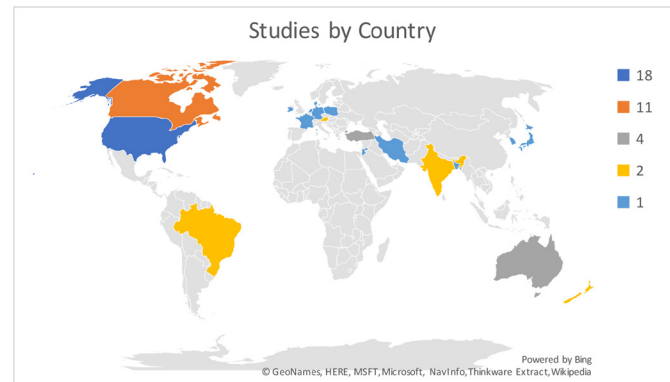 Studies by Country
18
11
4
2
1
Powered by Bing
© GeoNames, HERE, MSFT, Microsoft, NavInfo, Thinkware Extract, Wikipedia